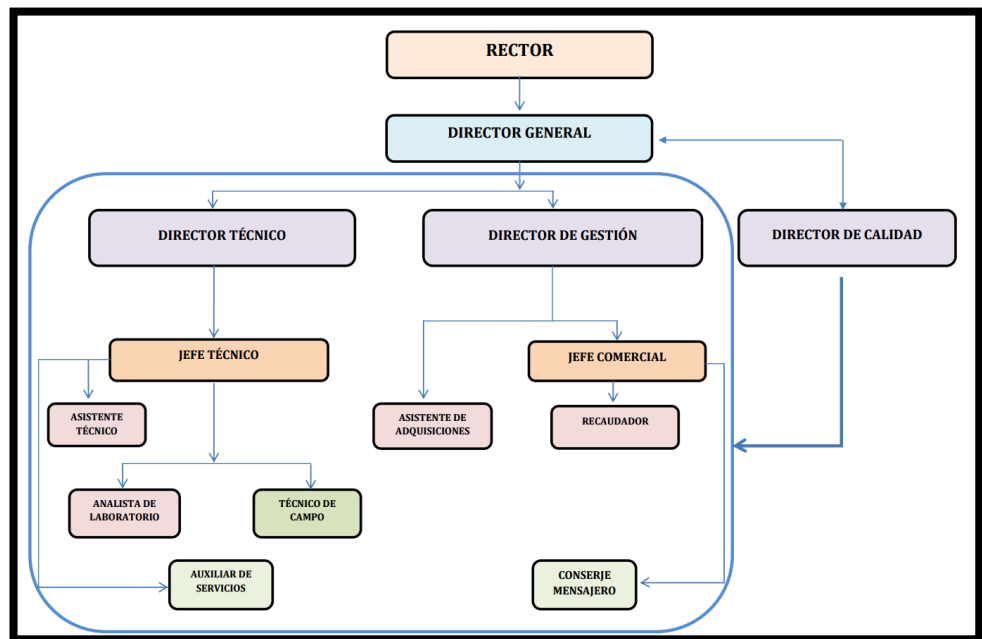 RECTOR
DIRECTOR GENERAL
DIRECTOR TÉCNICO
DIRECTOR DE GESTIÓN
DIRECTOR DE CALIDAD
JEFE TÉCNICO
JEFE COMERCIAL
ASISTENTE
TÉCNICO
ASISTENTE DE
ADQUISICIONES
RECAUDADOR
ANALISTA DE
LABORATORIO
TÉCNICO DE
CAMPO
AUXILIAR DE
SERVICIOS
CONSERJE
MENSAJERO